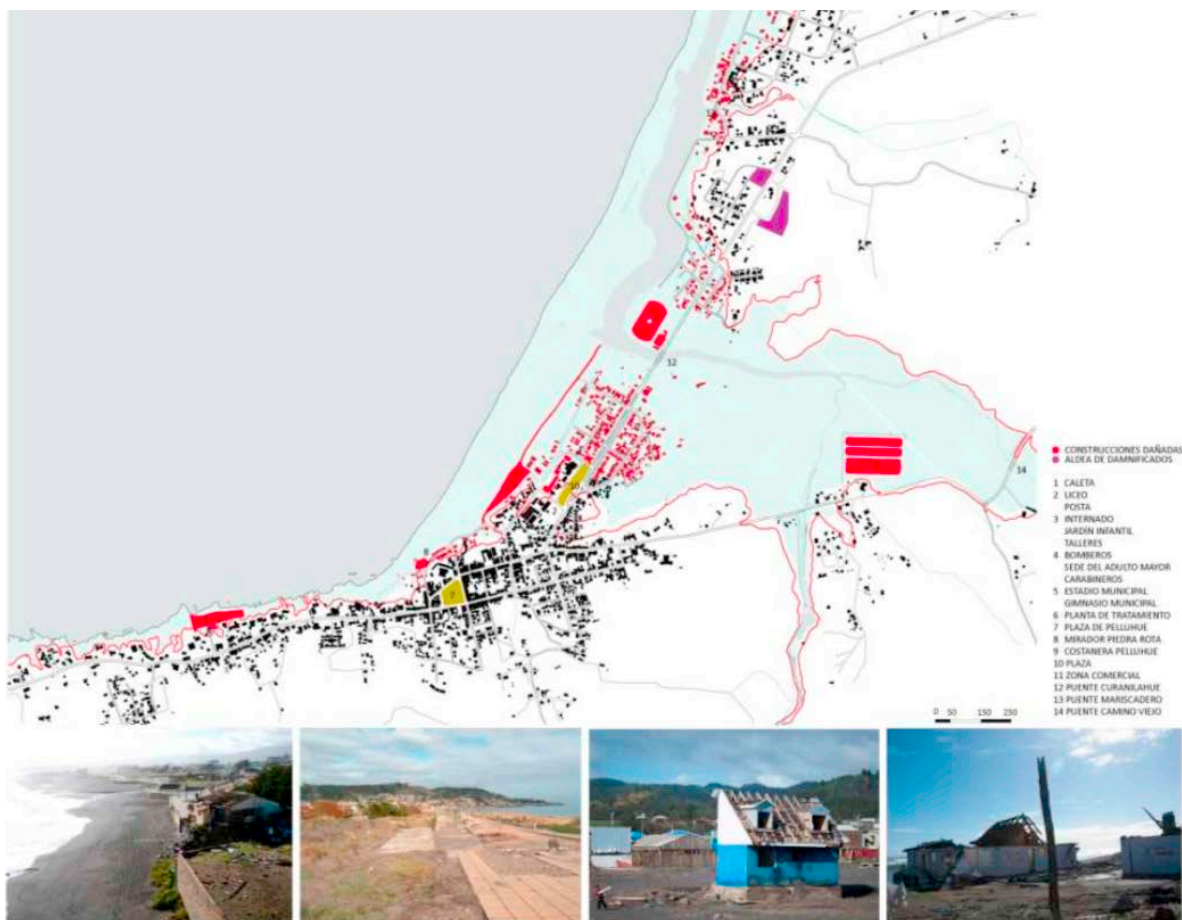 12
14
10
8
7
CONSTRUCCIONES DAÑADAS
ALDEA DE DAMNIFICADOS
1 CALETA
2 LICEO
POSTA
3 INTERNADO
JARDÍN INFANTIL
TALLERES
4 BOMBEROS
SEDE DEL ADULTO MAYOR
CARABINEROS
5 ESTADIO MUNICIPAL
GIMNASIO MUNICIPAL
6 PLANTA DE TRATAMIENTO
7 PLAZA DE PELLUHUE
8 MIRADOR PIEDRA ROTA
9 COSTANERA PELLUHUE
10 PLAZA
11 ZONA COMERCIAL
12 PUENTE CURANILAHUE
13 PUENTE MARISCADERO
14 PUENTE CAMINO VIEJO
0 50 150 250